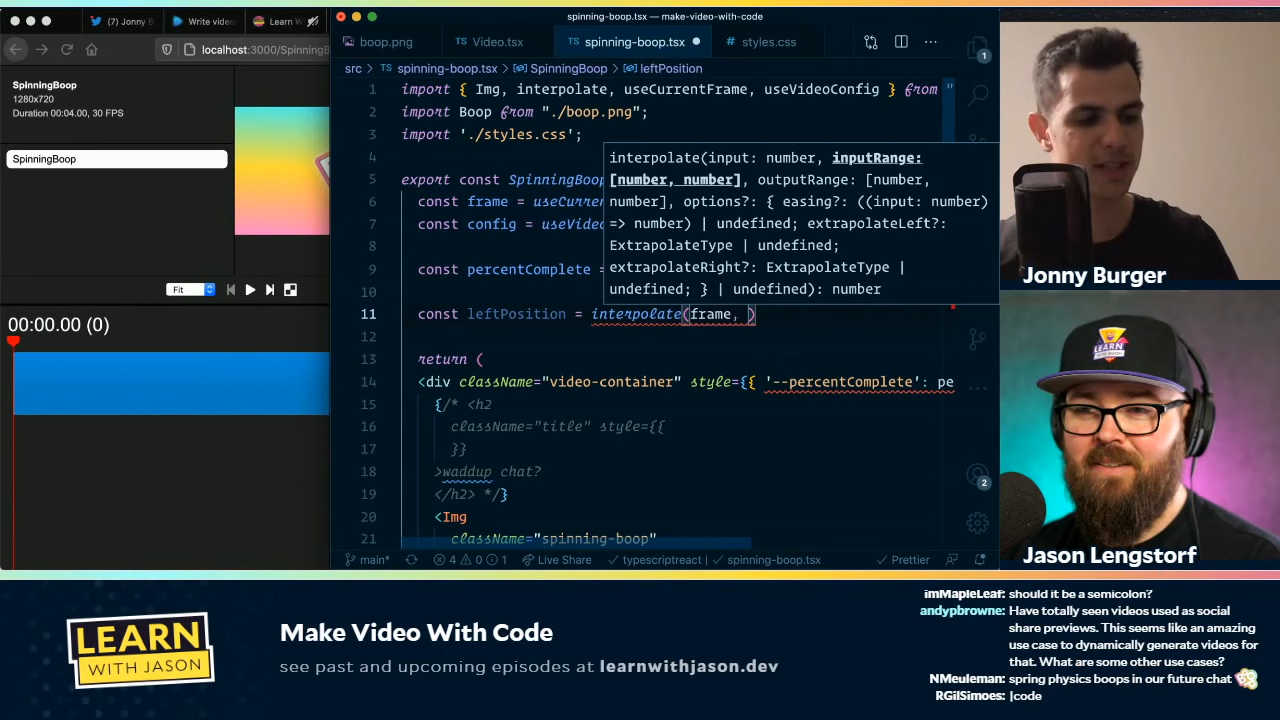 (7) Jonny B
Write video
Learn W
localhost:3000/Spinning
SpinningBoop
1280x720
Duration 00:04.00, 30 FPS
SpinningBoop
Fit
00:00.00 (0)
spinning-boop.tsx — make-video-with-code
boop.png
TS Video.tsx
TS spinning-boop.tsx
# styles.css
src > TS spinning-boop.tsx > SpinningBoop > leftPosition
1 import { Img, interpolate, useCurrentFrame, useVideoConfig } from "
2 import Boop from "./boop.png";
3 import './styles.css';
4
5 export const SpinningBoop
6 const frame = useCurren
7 const config = useVideo
8
9 const percentComplete =
10
11 const leftPosition = interpolate(frame, )
12
13 return (
14 <div className="video-container" style={{ '--percentComplete': pe
15 {/* <h2
16 className="title" style={{
17 }}
18 >waddup chat?
19 </h2> */}
20 <Img
21 className="spinning-boop"
interpolate(input: number, inputRange:
[number, number], outputRange: [number,
number], options?: { easing?: ((input: number)
=> number) | undefined; extrapolateLeft?:
ExtrapolateType | undefined;
extrapolateRight?: ExtrapolateType |
undefined; } | undefined): number
1
2
main*
4 0 1
Live Share
typescriptreact
spinning-boop.tsx
Prettier
Jonny Burger
LEARN
Jason Lengstorf
LEARN
WITH JASON
Make Video With Code
see past and upcoming episodes at learnwithjason.dev
imMapleLeaf: should it be a semicolon?
andypbrowne: Have totally seen videos used as social
share previews. This seems like an amazing
use case to dynamically generate videos for
that. What are some other use cases?
NMeuleman: spring physics boops in our future chat
RGilSimoes: |code